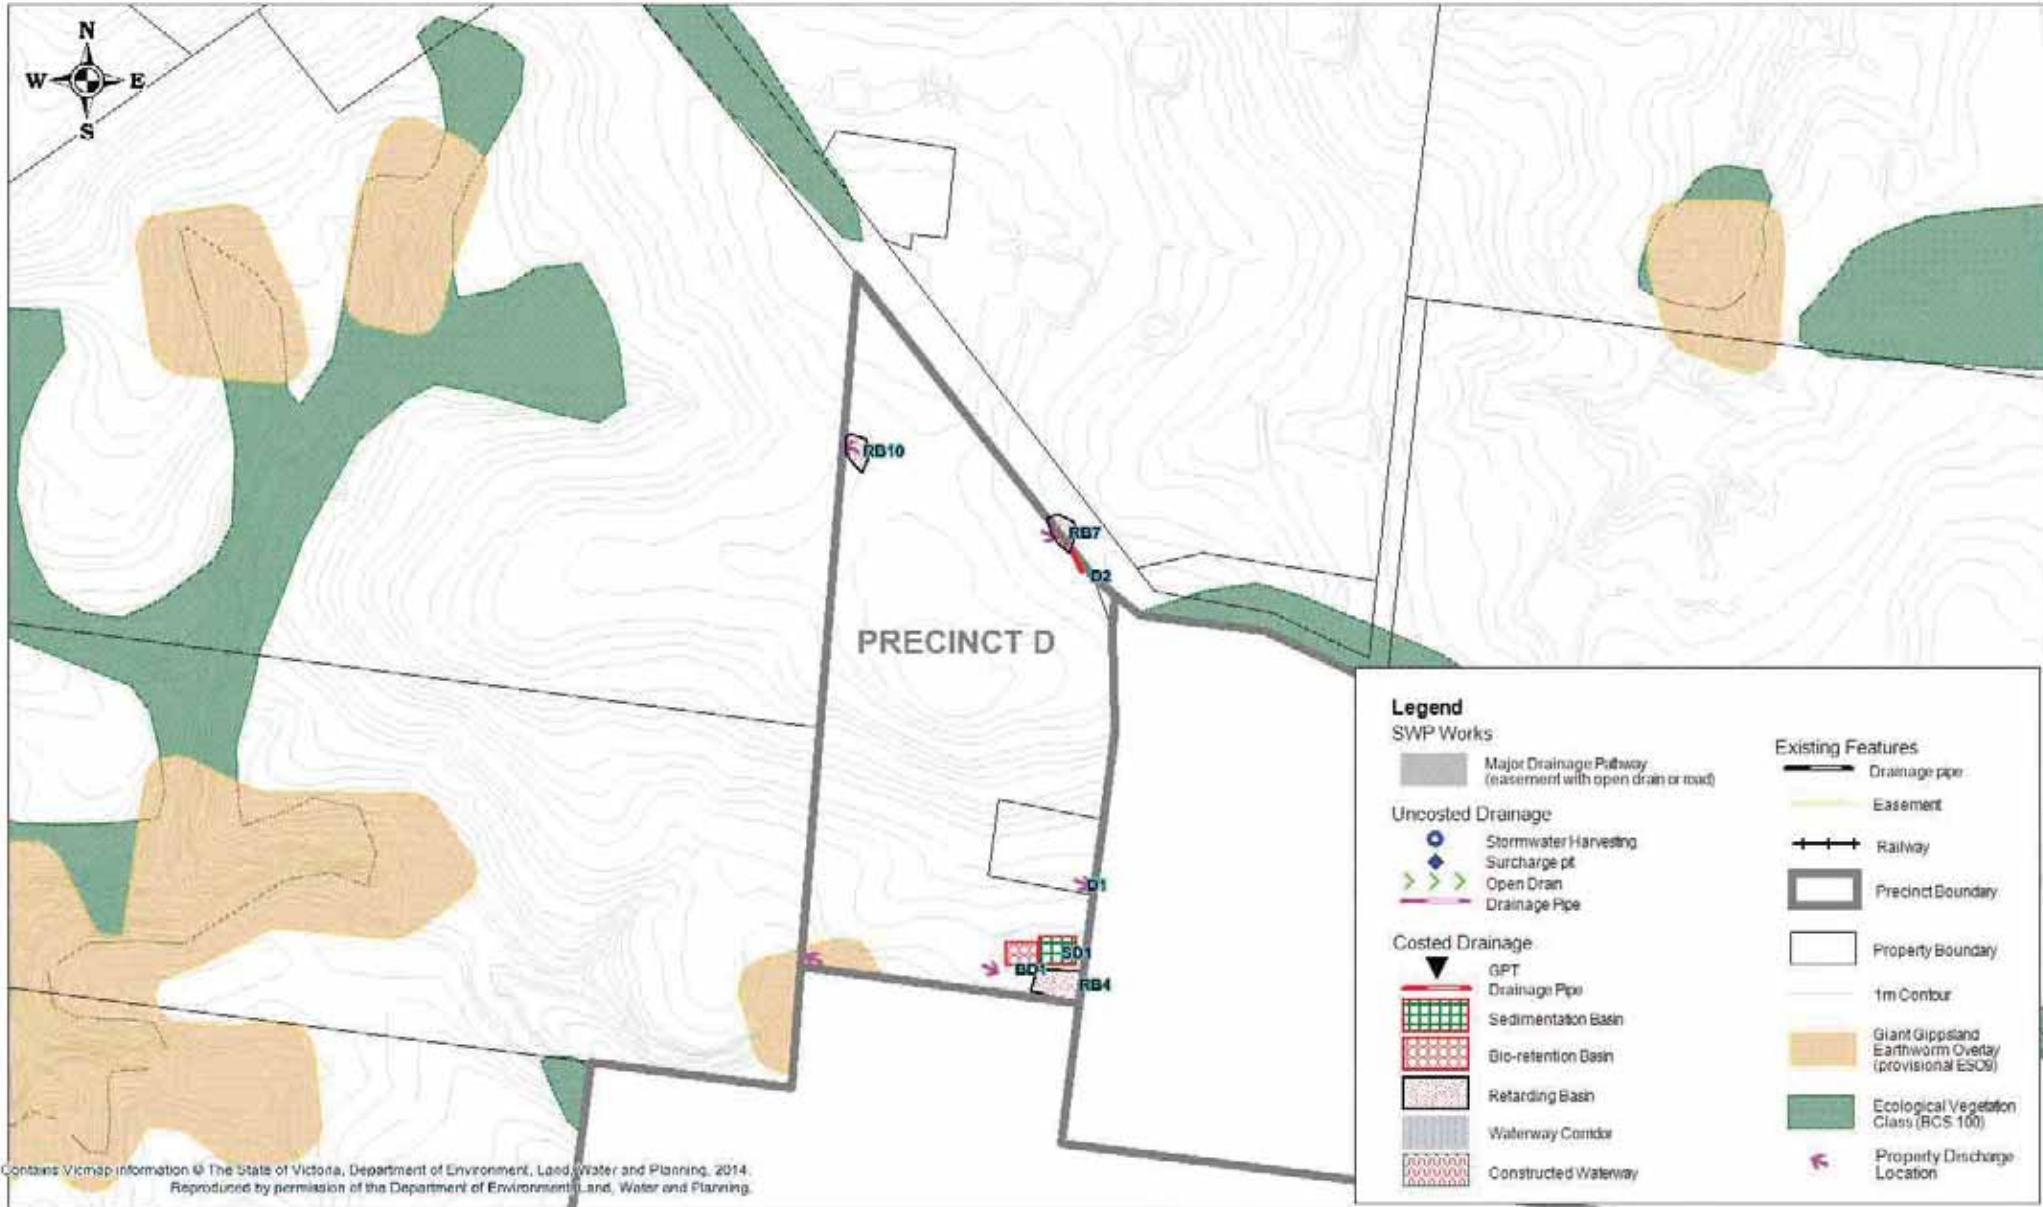 N
W E
S
RB10
RB7
D2
PRECINCT D
D1
SD1
BD1
RB4
Legend
SWP Works
Major Drainage Pathway
(easement with open drain or road)
Uncosted Drainage
Stormwater Harvesting
Surcharge pit
Open Drain
Drainage Pipe
Costed Drainage
GPT
Drainage Pipe
Sedimentation Basin
Bio-retention Basin
Retarding Basin
Waterway Corridor
Constructed Waterway
Existing Features
Drainage pipe
Easement
Railway
Precinct Boundary
Property Boundary
1m Contour
Giant Gippsland
Earthworm Overlay
(provisional ESO9)
Ecological Vegetation
Class (BCS 100)
Property Discharge
Location
Contains Vicmap information © The State of Victoria, Department of Environment, Land, Water and Planning, 2014.
Reproduced by permission of the Department of Environment, Land, Water and Planning.